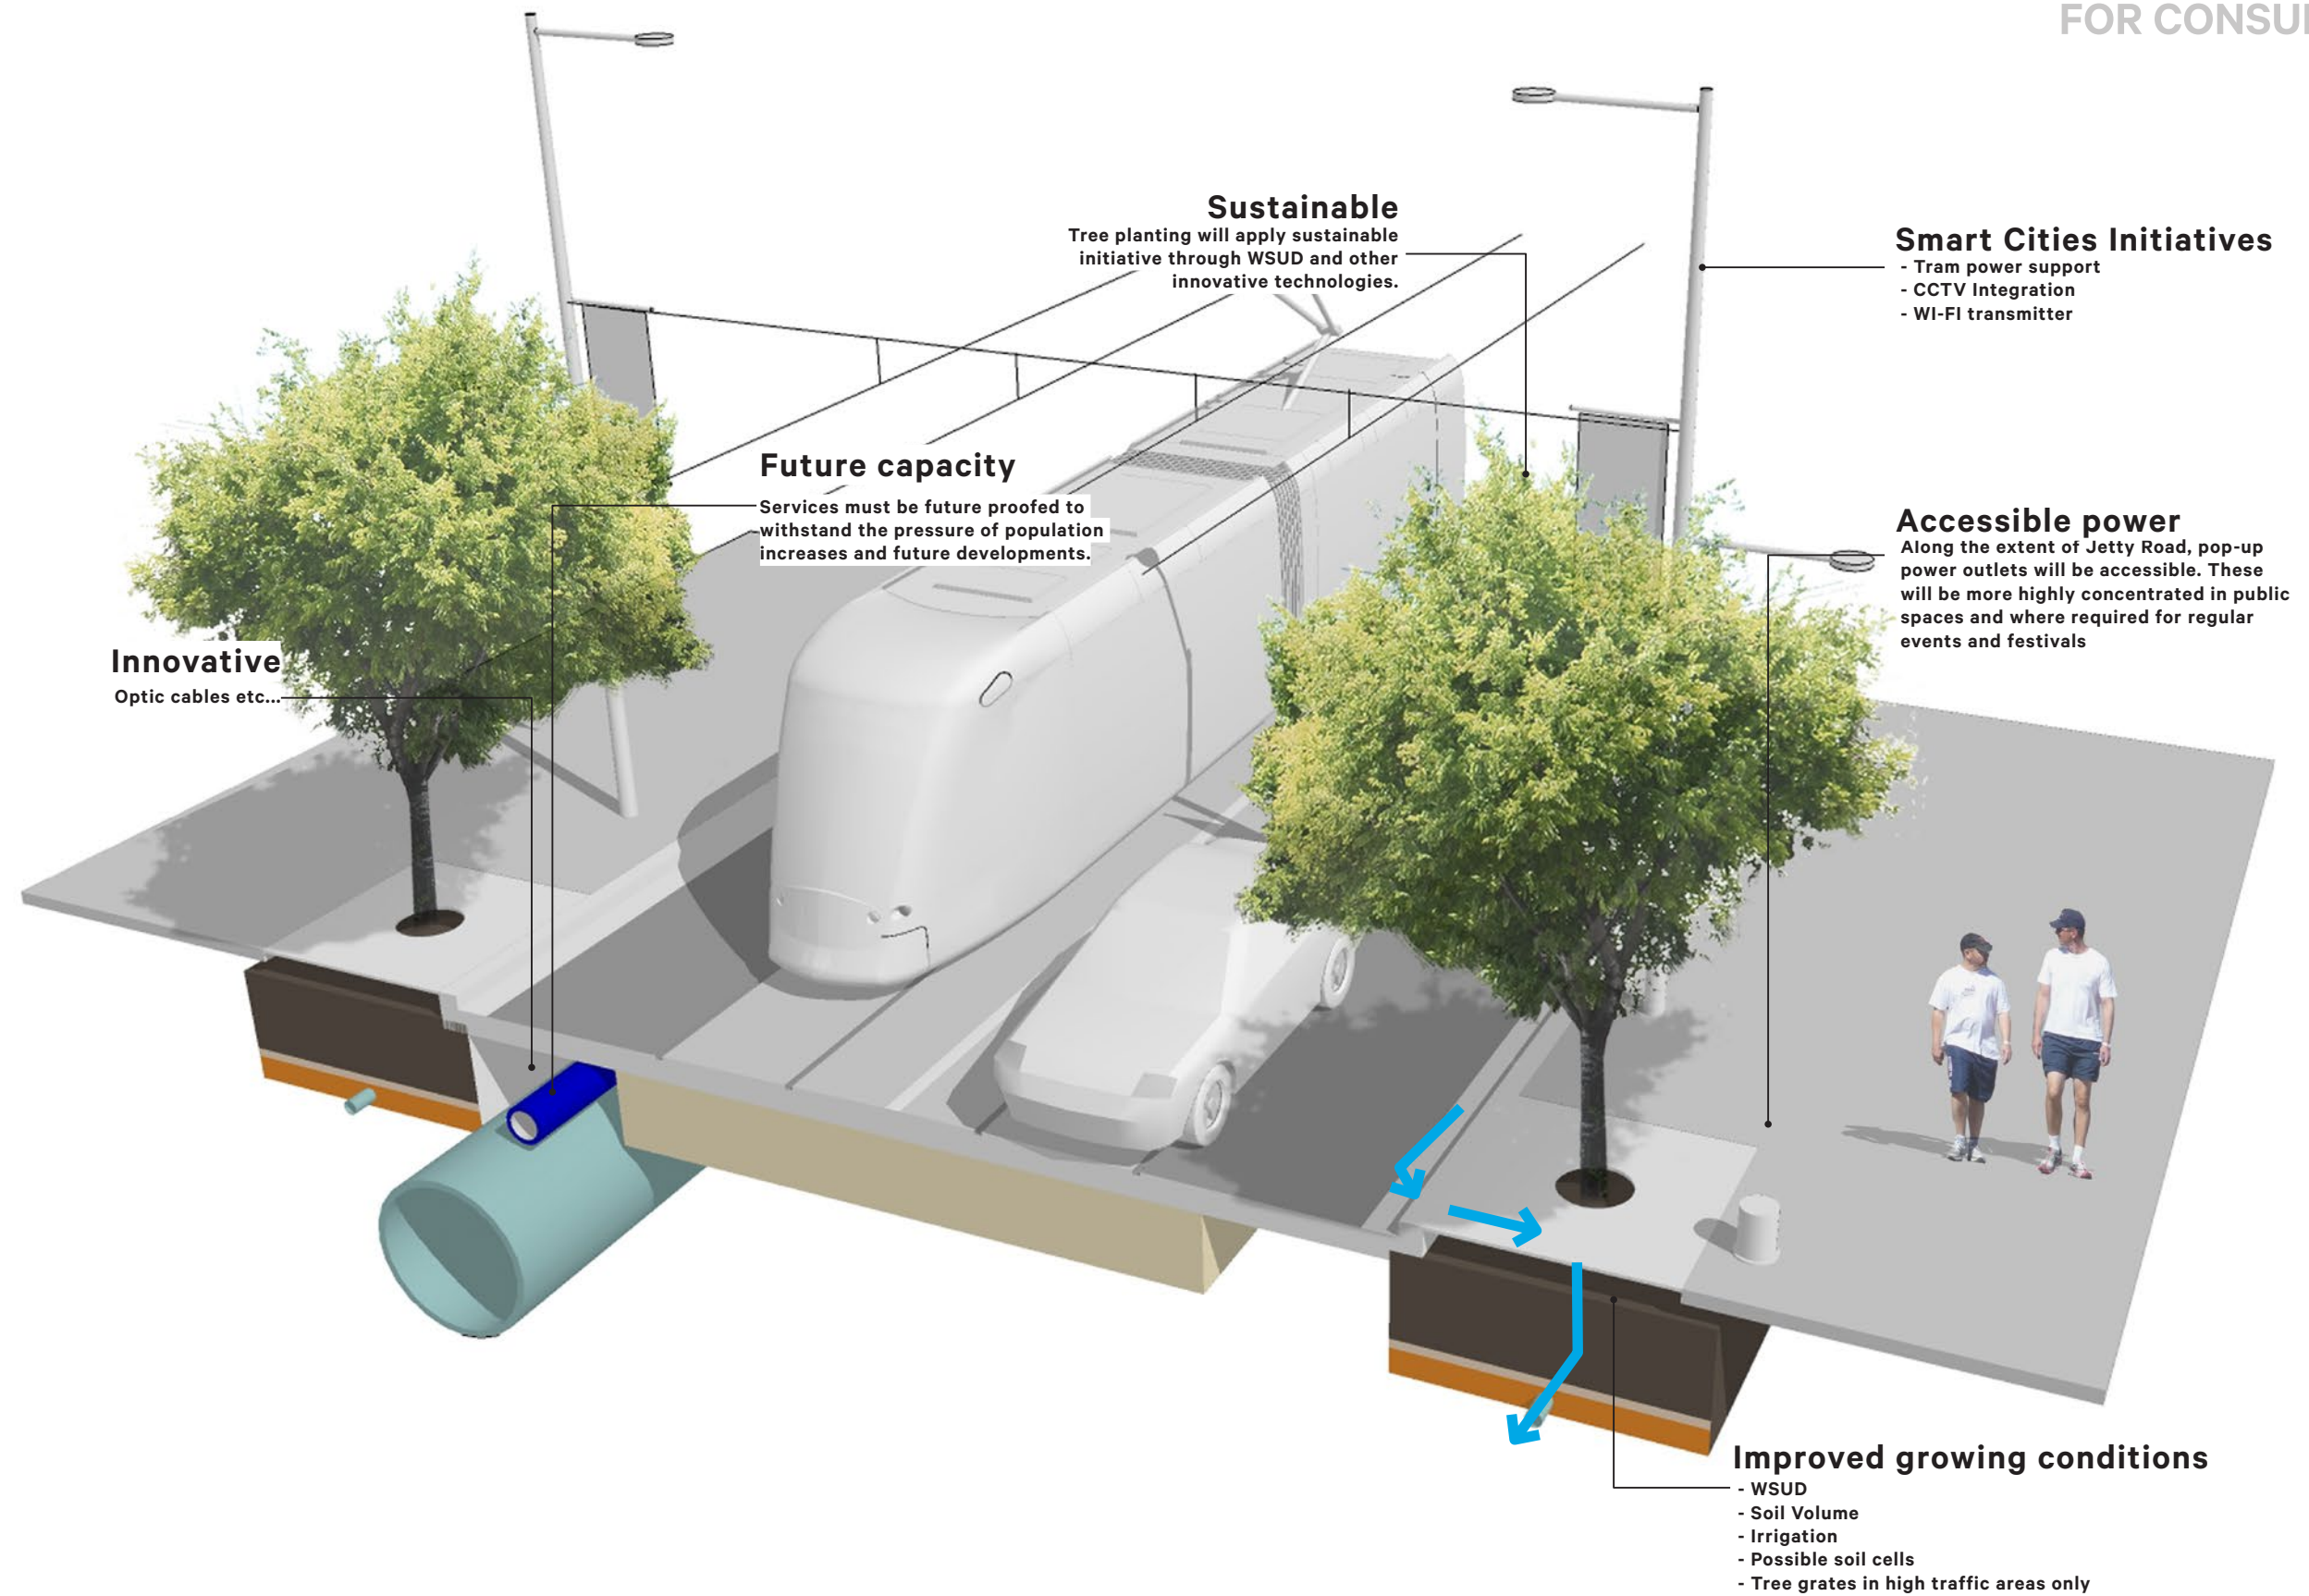 FOR CONSUL
Sustainable
Tree planting will apply sustainable
initiative through WSUD and other
innovative technologies.
Smart Cities Initiatives
- Tram power support
- CCTV Integration
- WI-FI transmitter
Future capacity
Services must be future proofed to
withstand the pressure of population
increases and future developments.
Accessible power
Along the extent of Jetty Road, pop-up
power outlets will be accessible. These
will be more highly concentrated in public
spaces and where required for regular
events and festivals
Innovative
Optic cables etc...
Improved growing conditions
- WSUD
- Soil Volume
- Irrigation
- Possible soil cells
- Tree grates in high traffic areas only